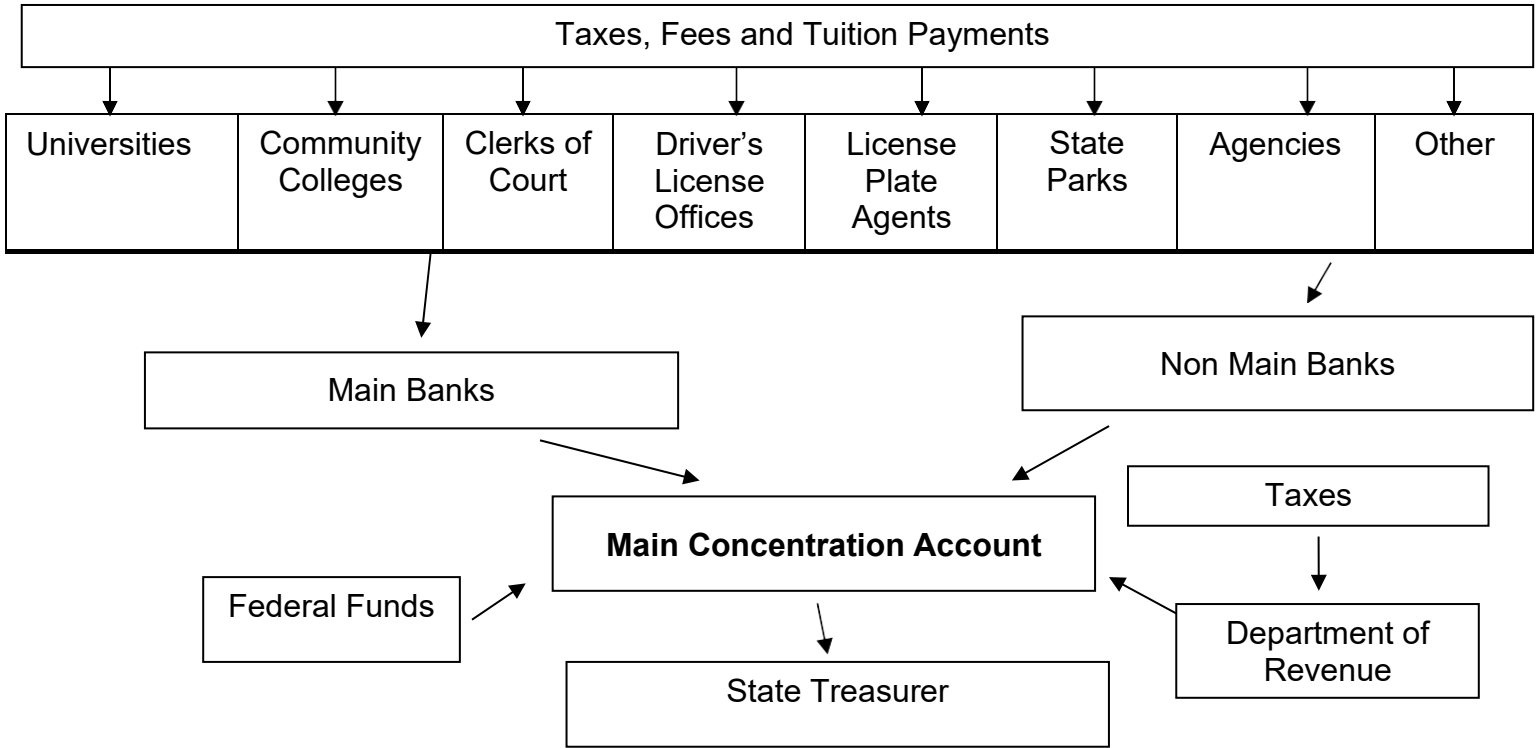 Taxes, Fees and Tuition Payments
Universities
Community
Colleges
Clerks of
Court
Driver’s
License
Offices
License
Plate
Agents
State
Parks
Agencies
Other
Main Banks
Non Main Banks
Taxes
Main Concentration Account
Federal Funds
Department of
Revenue
State Treasurer